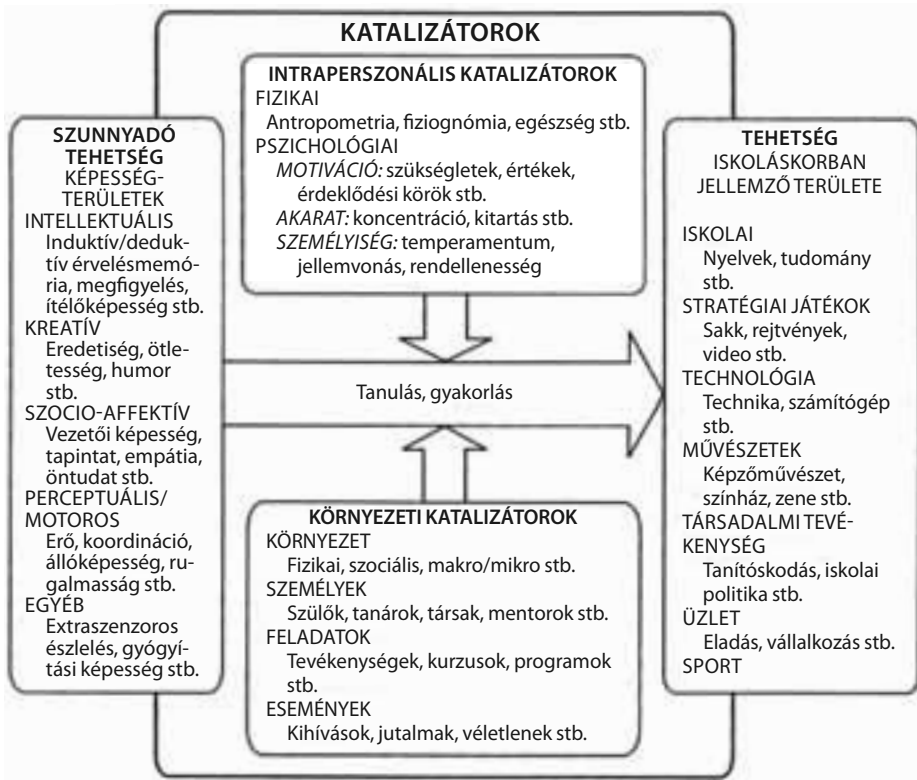 KATALIZÁTOROK
INTRAPERSZONÁLIS KATALIZÁTOROK
FIZIKAI
Antropometria, fiziognómia, egészség stb.
PSZICHOLÓGIAI
MOTIVÁCIÓ: szükségletek, értékek,
érdeklődési körök stb.
AKARAT: koncentráció, kitartás stb.
SZEMÉLYISÉG: temperamentum,
jellemvonás, rendellenesség
SZUNNYADÓ
TEHETSÉG
KÉPESSÉG-
TERÜLETEK
INTELLEKTUÁLIS
Induktív/deduk-
tív érvelésmemó-
ria, megfigyelés,
ítélőképesség stb.
KREATÍV
Eredetiség, ötle-
tesség, humor
stb.
SZOCIO-AFFEKTÍV
Vezetői képesség,
tapintat, empátia,
öntudat stb.
PERCEPTUÁLIS/
MOTOROS
Erő, koordináció,
állóképesség, ru-
galmasság stb.
EGYÉB
Extraszenzoros
észlelés, gyógyí-
tási képesség stb.
Tanulás, gyakorlás
KÖRNYEZETI KATALIZÁTOROK
KÖRNYEZET
Fizikai, szociális, makro/mikro stb.
SZEMÉLYEK
Szülők, tanárok, társak, mentorok stb.
FELADATOK
Tevékenységek, kurzusok, programok
stb.
ESEMÉNYEK
Kihívások, jutalmak, véletlenek stb.
TEHETSÉG
ISKOLÁSKORBAN
JELLEMZŐ TERÜLETE
ISKOLAI
Nyelvek, tudomány
stb.
STRATÉGIAI JÁTÉKOK
Sakk, rejtvények,
video stb.
TECHNOLÓGIA
Technika, számítógép
stb.
MŰVÉSZETEK
Képzőművészet,
színház, zene stb.
TÁRSADALMI TEVÉ-
KENYSÉG
Tanítóskodás, iskolai
politika stb.
ÜZLET
Eladás, vállalkozás stb.
SPORT